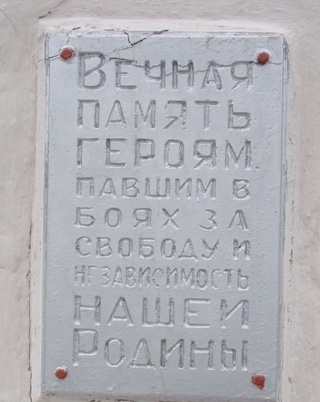 Вечная
память
героям.
павшим в
боях за
свободу и
независимость
нашей
Родины